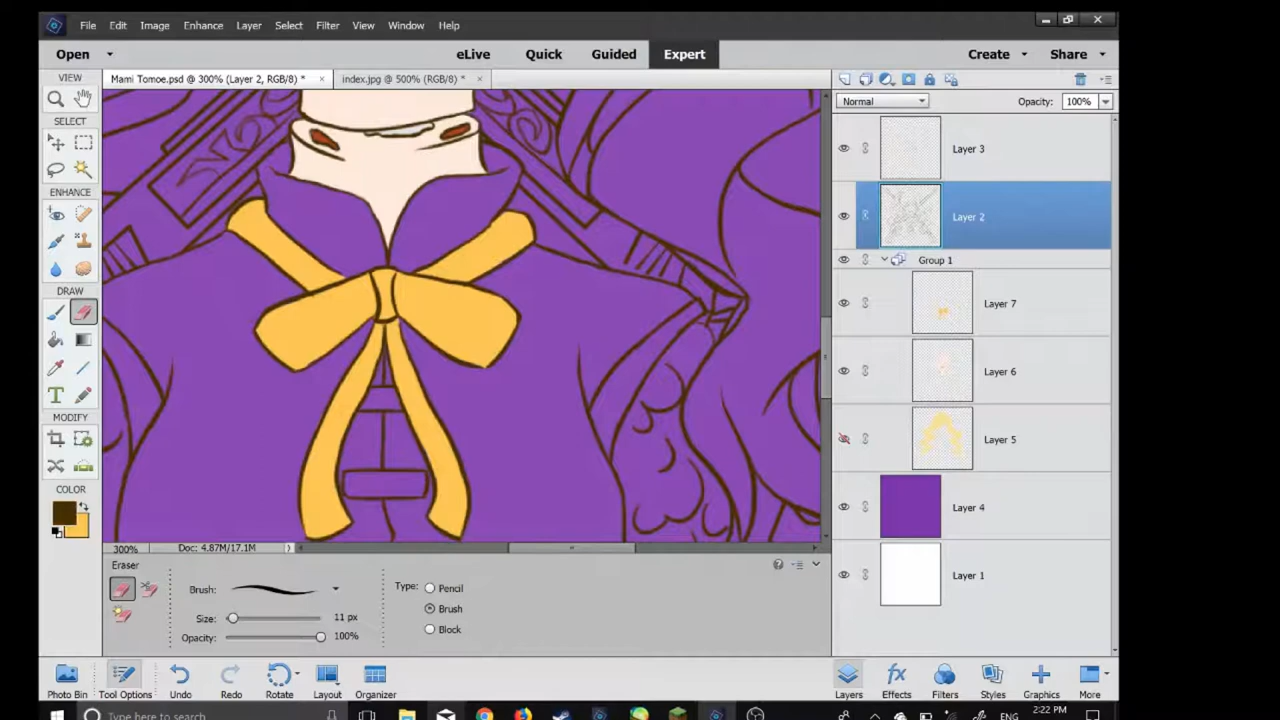 File Edit Image Enhance Layer Select Filter View Window Help
Open eLive Quick Guided Expert Create Share
VIEW Mami Tomoe.psd @ 300% (Layer 2, RGB/8) * × index.jpg @ 500% (RGB/8) * ×
Normal Opacity: 100%
SELECT
Layer 3
ENHANCE
Layer 2
Group 1
DRAW
Layer 7
Layer 6
T
MODIFY
Layer 5
COLOR
Layer 4
300% Doc: 4.87M/17.1M
Eraser
Layer 1
Brush: Type: Pencil
Brush
Size: 11 px
Block
Opacity: 100%
fx
Photo Bin Tool Options Undo Redo Rotate Layout Organizer Layers Effects Filters Styles Graphics More
Type here to search ENG 2:22 PM